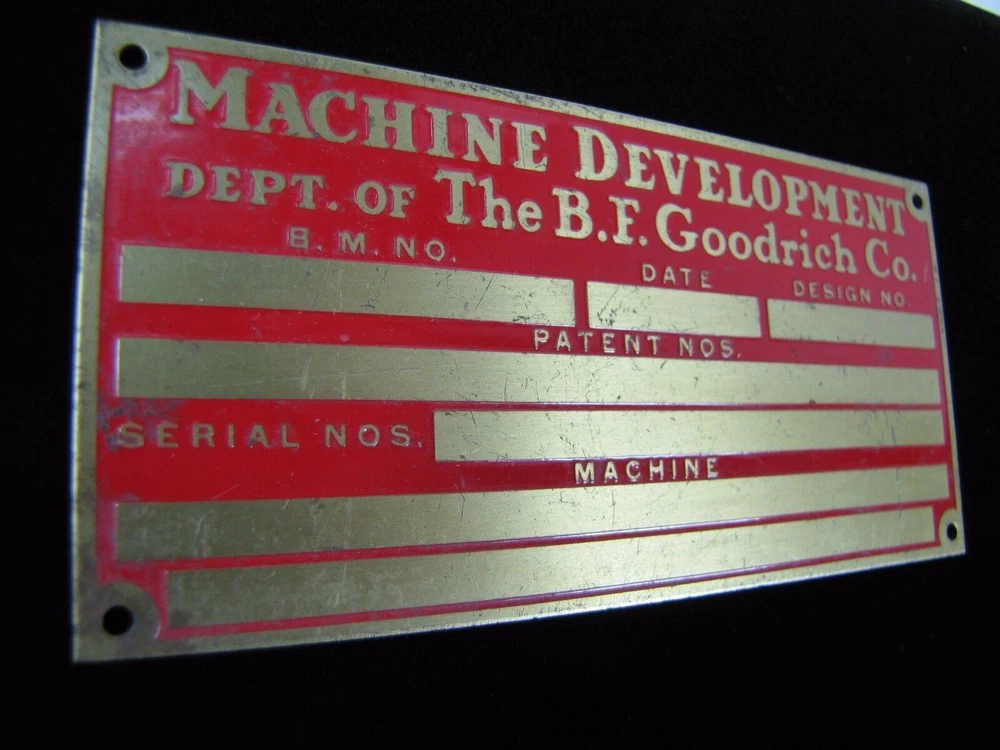 MACHINE DEVELOPMENT
DEPT. OF The B.F. Goodrich Co.
B. M. NO. DATE DESIGN NO.
PATENT NOS.
SERIAL NOS.
MACHINE